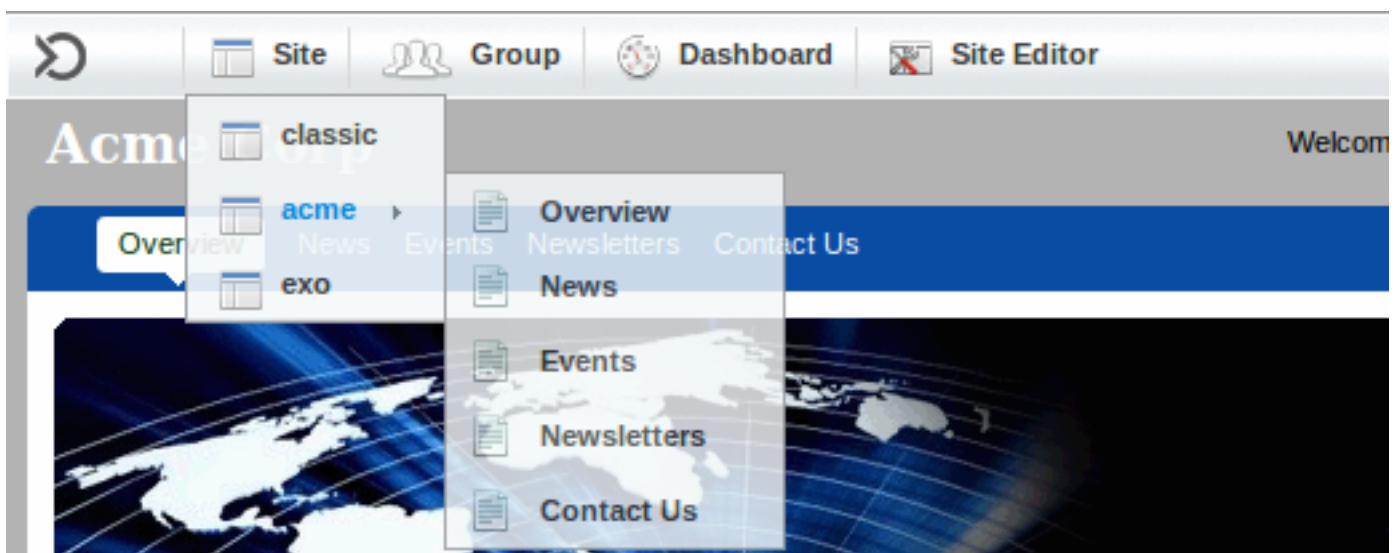 Site Group Dashboard Site Editor
Acme Corp
Welcom
classic
acme
exo
Overview
News
Events
Newsletters
Contact Us
Overview News Events Newsletters Contact Us